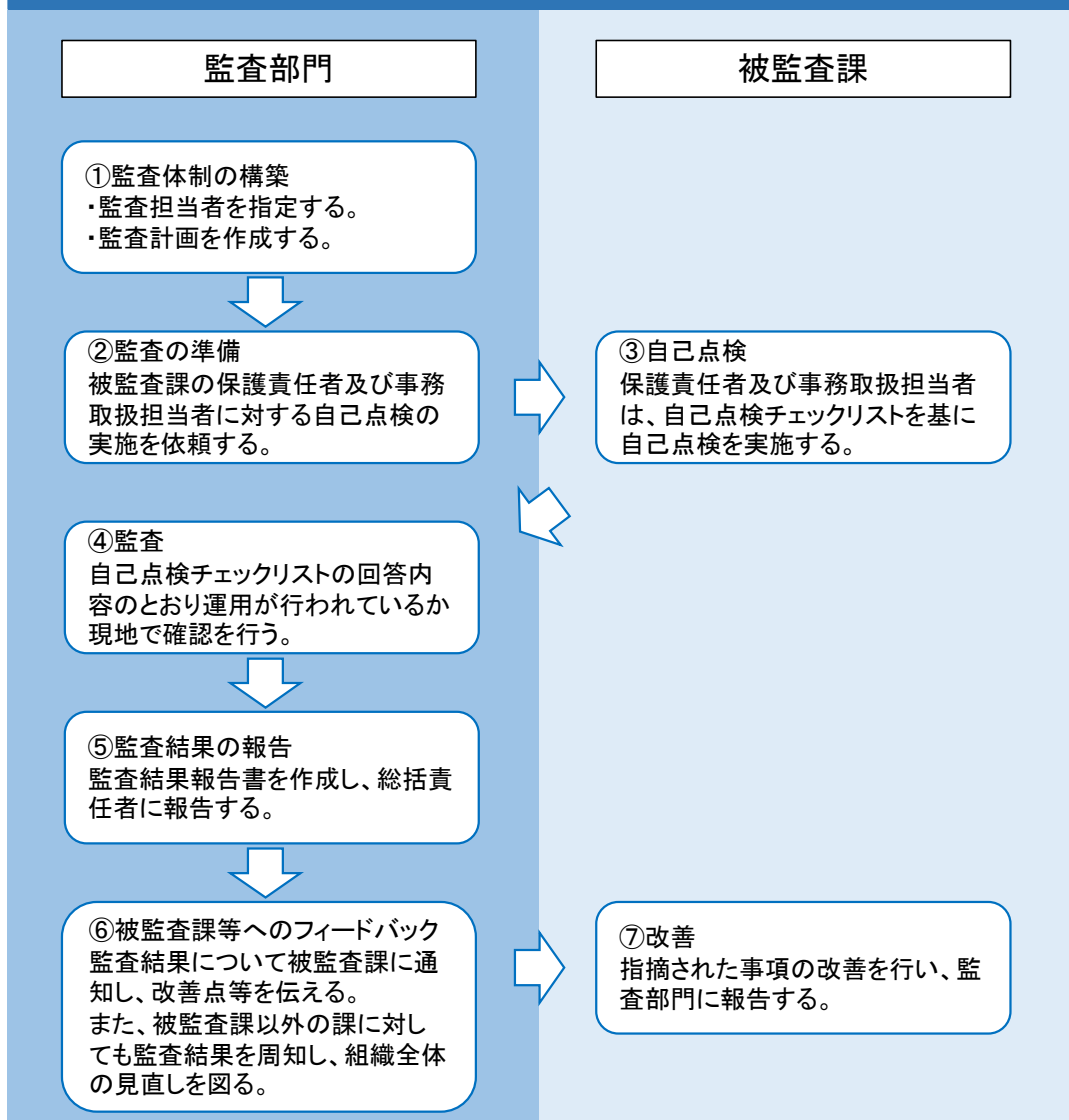 監査部門
被監査課
①監査体制の構築
・監査担当者を指定する。
・監査計画を作成する。
②監査の準備
被監査課の保護責任者及び事務
取扱担当者に対する自己点検の
実施を依頼する。
③自己点検
保護責任者及び事務取扱担当者
は、自己点検チェックリストを基に
自己点検を実施する。
④監査
自己点検チェックリストの回答内
容のとおり運用が行われているか
現地で確認を行う。
⑤監査結果の報告
監査結果報告書を作成し、総括責
任者に報告する。
⑥被監査課等へのフィードバック
監査結果について被監査課に通
知し、改善点等を伝える。
また、被監査課以外の課に対し
ても監査結果を周知し、組織全体
の見直しを図る。
⑦改善
指摘された事項の改善を行い、監
査部門に報告する。